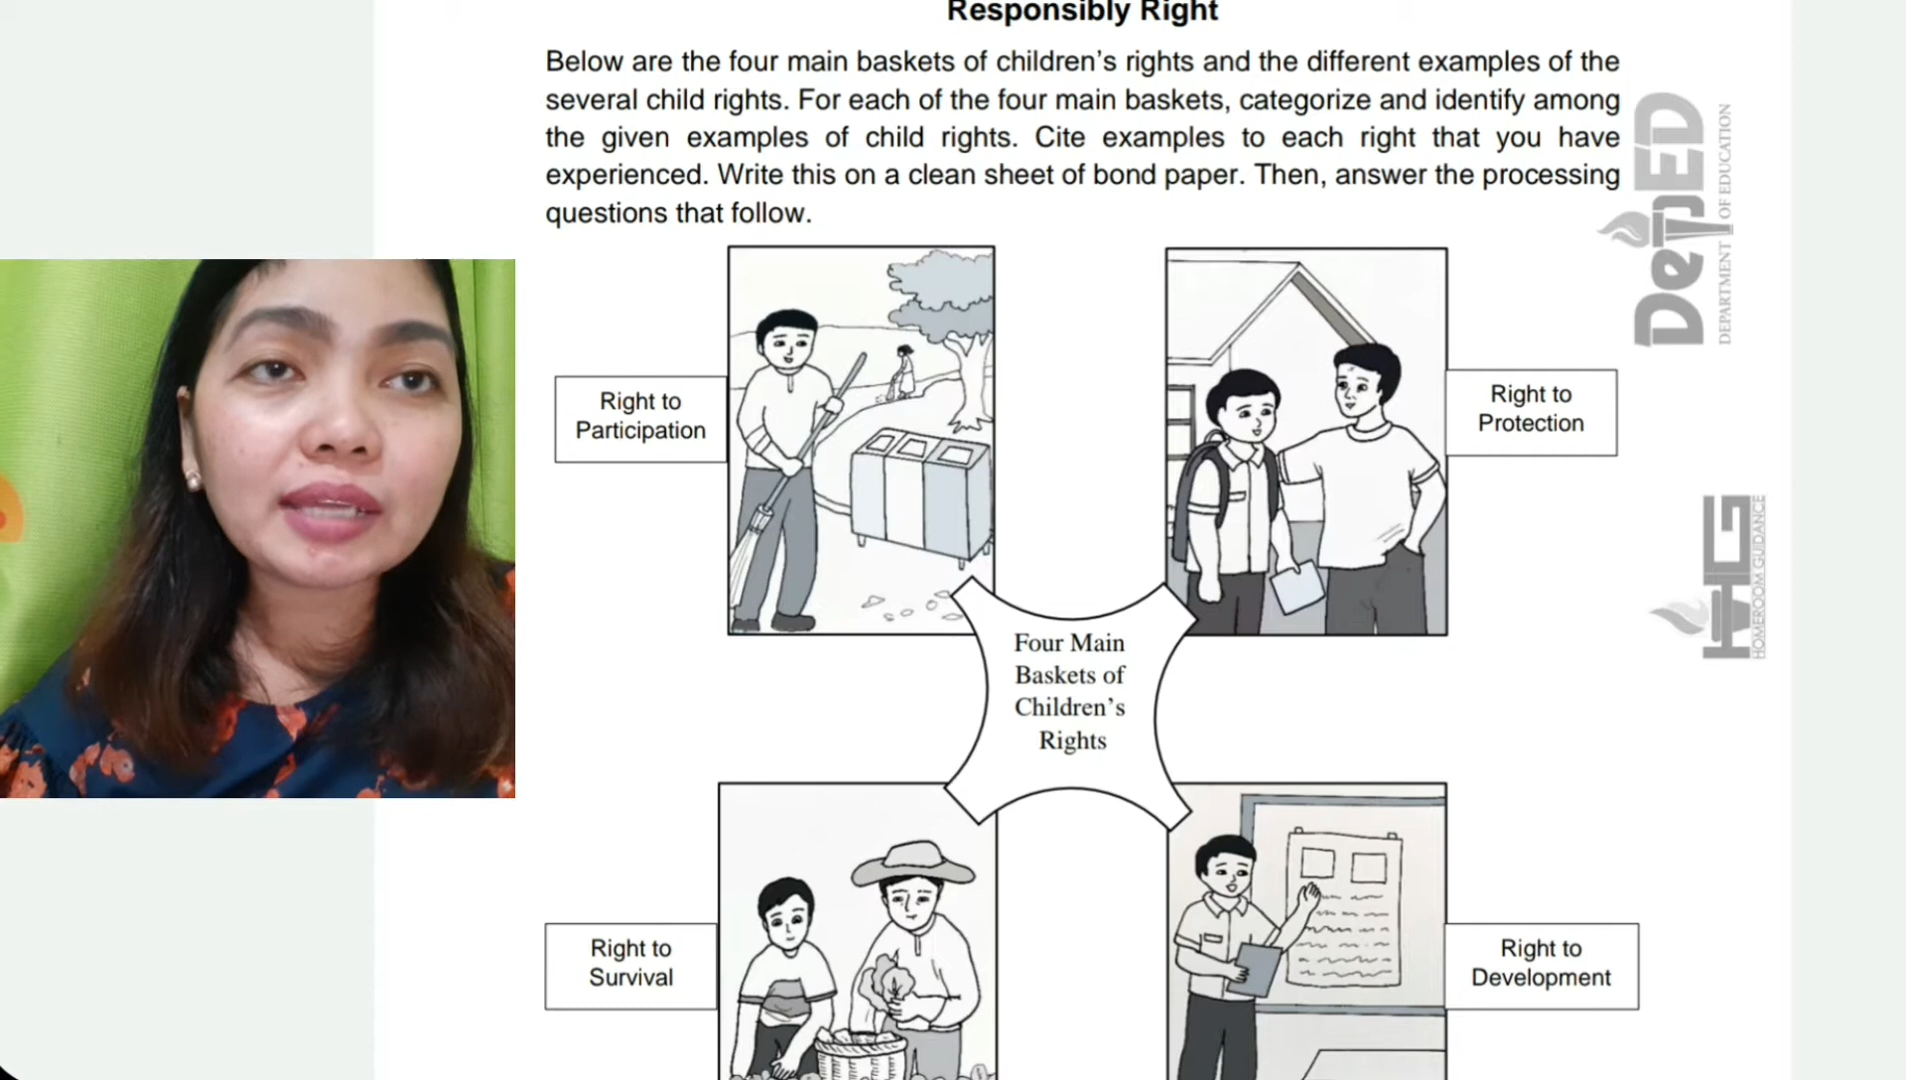 Responsibly Right
Below are the four main baskets of children's rights and the different examples of the
several child rights. For each of the four main baskets, categorize and identify among
the given examples of child rights. Cite examples to each right that you have
experienced. Write this on a clean sheet of bond paper. Then, answer the processing
questions that follow.
Right to
Participation
Right to
Protection
Four Main
Baskets of
Children's
Rights
Right to
Survival
Right to
Development
DepED
DEPARTMENT OF EDUCATION
HG
HOMEROOM GUIDANCE